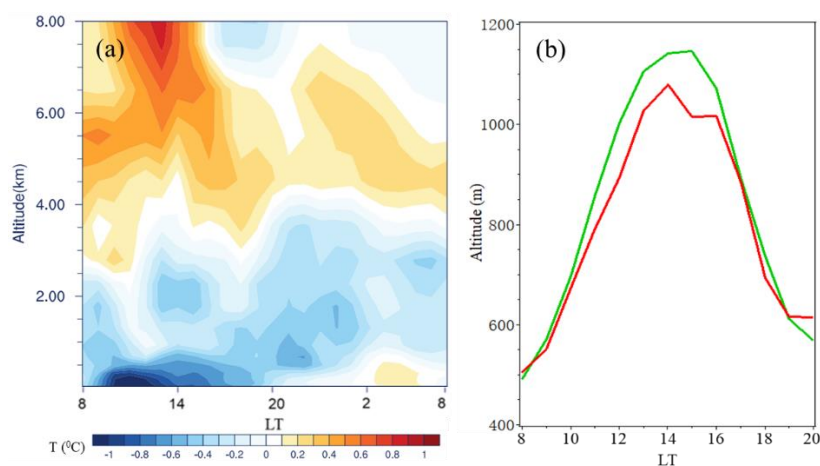 (a)
8.00
6.00
4.00
2.00
Altitude(km)
8 14 20 2 8
LT
T (⁰C)
-1 -0.8 -0.6 -0.4 -0.2 0 0.2 0.4 0.6 0.8 1
(b)
1200
1000
800
600
400
Altitude (m)
8 10 12 14 16 18 20
LT